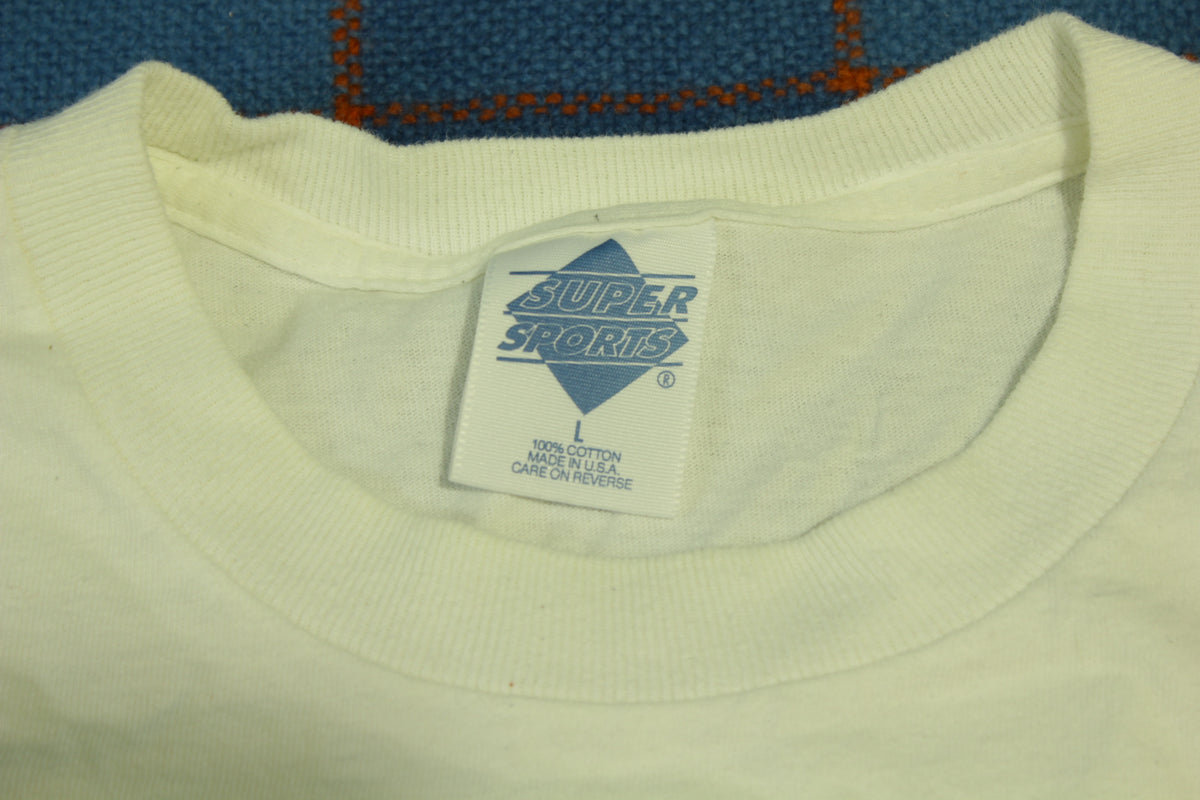 SUPER
SPORTS
®
L
100% COTTON
MADE IN U.S.A.
CARE ON REVERSE